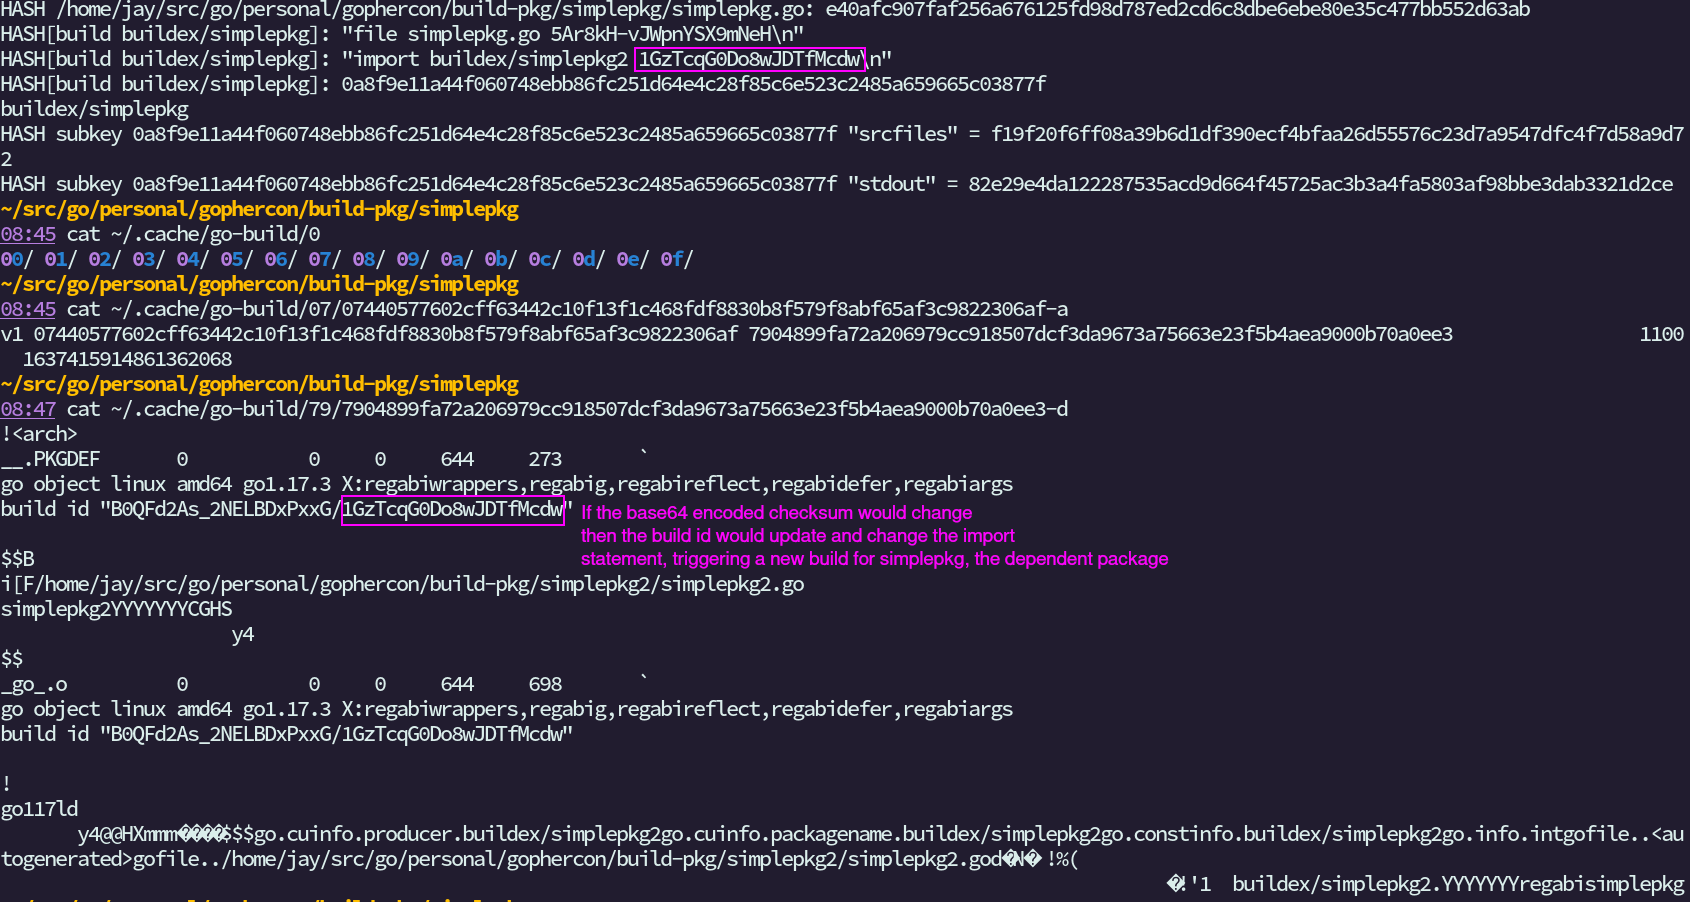 HASH /home/jay/src/go/personal/gophercon/build-pkg/simplepkg/simplepkg.go: e40afc907faf256a676125fd98d787ed2cd6c8dbe6ebe80e35c477bb552d63ab
HASH[build buildex/simplepkg]: "file simplepkg.go 5Ar8kH-vJWpnYSX9mNeH\n"
HASH[build buildex/simplepkg]: "import buildex/simplepkg2 1GzTcqG0Do8wJDTfMcdw\n"
HASH[build buildex/simplepkg]: 0a8f9e11a44f060748ebb86fc251d64e4c28f85c6e523c2485a659665c03877f
buildex/simplepkg
HASH subkey 0a8f9e11a44f060748ebb86fc251d64e4c28f85c6e523c2485a659665c03877f "srcfiles" = f19f20f6ff08a39b6d1df390ecf4bfaa26d55576c23d7a9547dfc4f7d58a9d7
2
HASH subkey 0a8f9e11a44f060748ebb86fc251d64e4c28f85c6e523c2485a659665c03877f "stdout" = 82e29e4da122287535acd9d664f45725ac3b3a4fa5803af98bbe3dab3321d2ce
~/src/go/personal/gophercon/build-pkg/simplepkg
08:45 cat ~/.cache/go-build/0
00/ 01/ 02/ 03/ 04/ 05/ 06/ 07/ 08/ 09/ 0a/ 0b/ 0c/ 0d/ 0e/ 0f/
~/src/go/personal/gophercon/build-pkg/simplepkg
08:45 cat ~/.cache/go-build/07/07440577602cff63442c10f13f1c468fdf8830b8f579f8abf65af3c9822306af-a
v1 07440577602cff63442c10f13f1c468fdf8830b8f579f8abf65af3c9822306af 7904899fa72a206979cc918507dcf3da9673a75663e23f5b4aea9000b70a0ee3 1100
1637415914861362068
~/src/go/personal/gophercon/build-pkg/simplepkg
08:47 cat ~/.cache/go-build/79/7904899fa72a206979cc918507dcf3da9673a75663e23f5b4aea9000b70a0ee3-d
!<arch>
__.PKGDEF 0 0 0 644 273 `
go object linux amd64 go1.17.3 X:regabiwrappers,regabig,regabireflect,regabidefer,regabiargs
build id "B0QFd2As_2NELBDxPxxG/1GzTcqG0Do8wJDTfMcdw"
If the base64 encoded checksum would change
then the build id would update and change the import
statement, triggering a new build for simplepkg, the dependent package
$$B
i[F/home/jay/src/go/personal/gophercon/build-pkg/simplepkg2/simplepkg2.go
simplepkg2YYYYYYYCGHS
y4
$$
_go_.o 0 0 0 644 698 `
go object linux amd64 go1.17.3 X:regabiwrappers,regabig,regabireflect,regabidefer,regabiargs
build id "B0QFd2As_2NELBDxPxxG/1GzTcqG0Do8wJDTfMcdw"
!
go117ld
y4@@HXmmm����$$$go.cuinfo.producer.buildex/simplepkg2go.cuinfo.packagename.buildex/simplepkg2go.constinfo.buildex/simplepkg2go.info.intgofile..<au
togenerated>gofile../home/jay/src/go/personal/gophercon/build-pkg/simplepkg2/simplepkg2.god�N� !%(
�!'1 buildex/simplepkg2.YYYYYYYregabisimplepkg